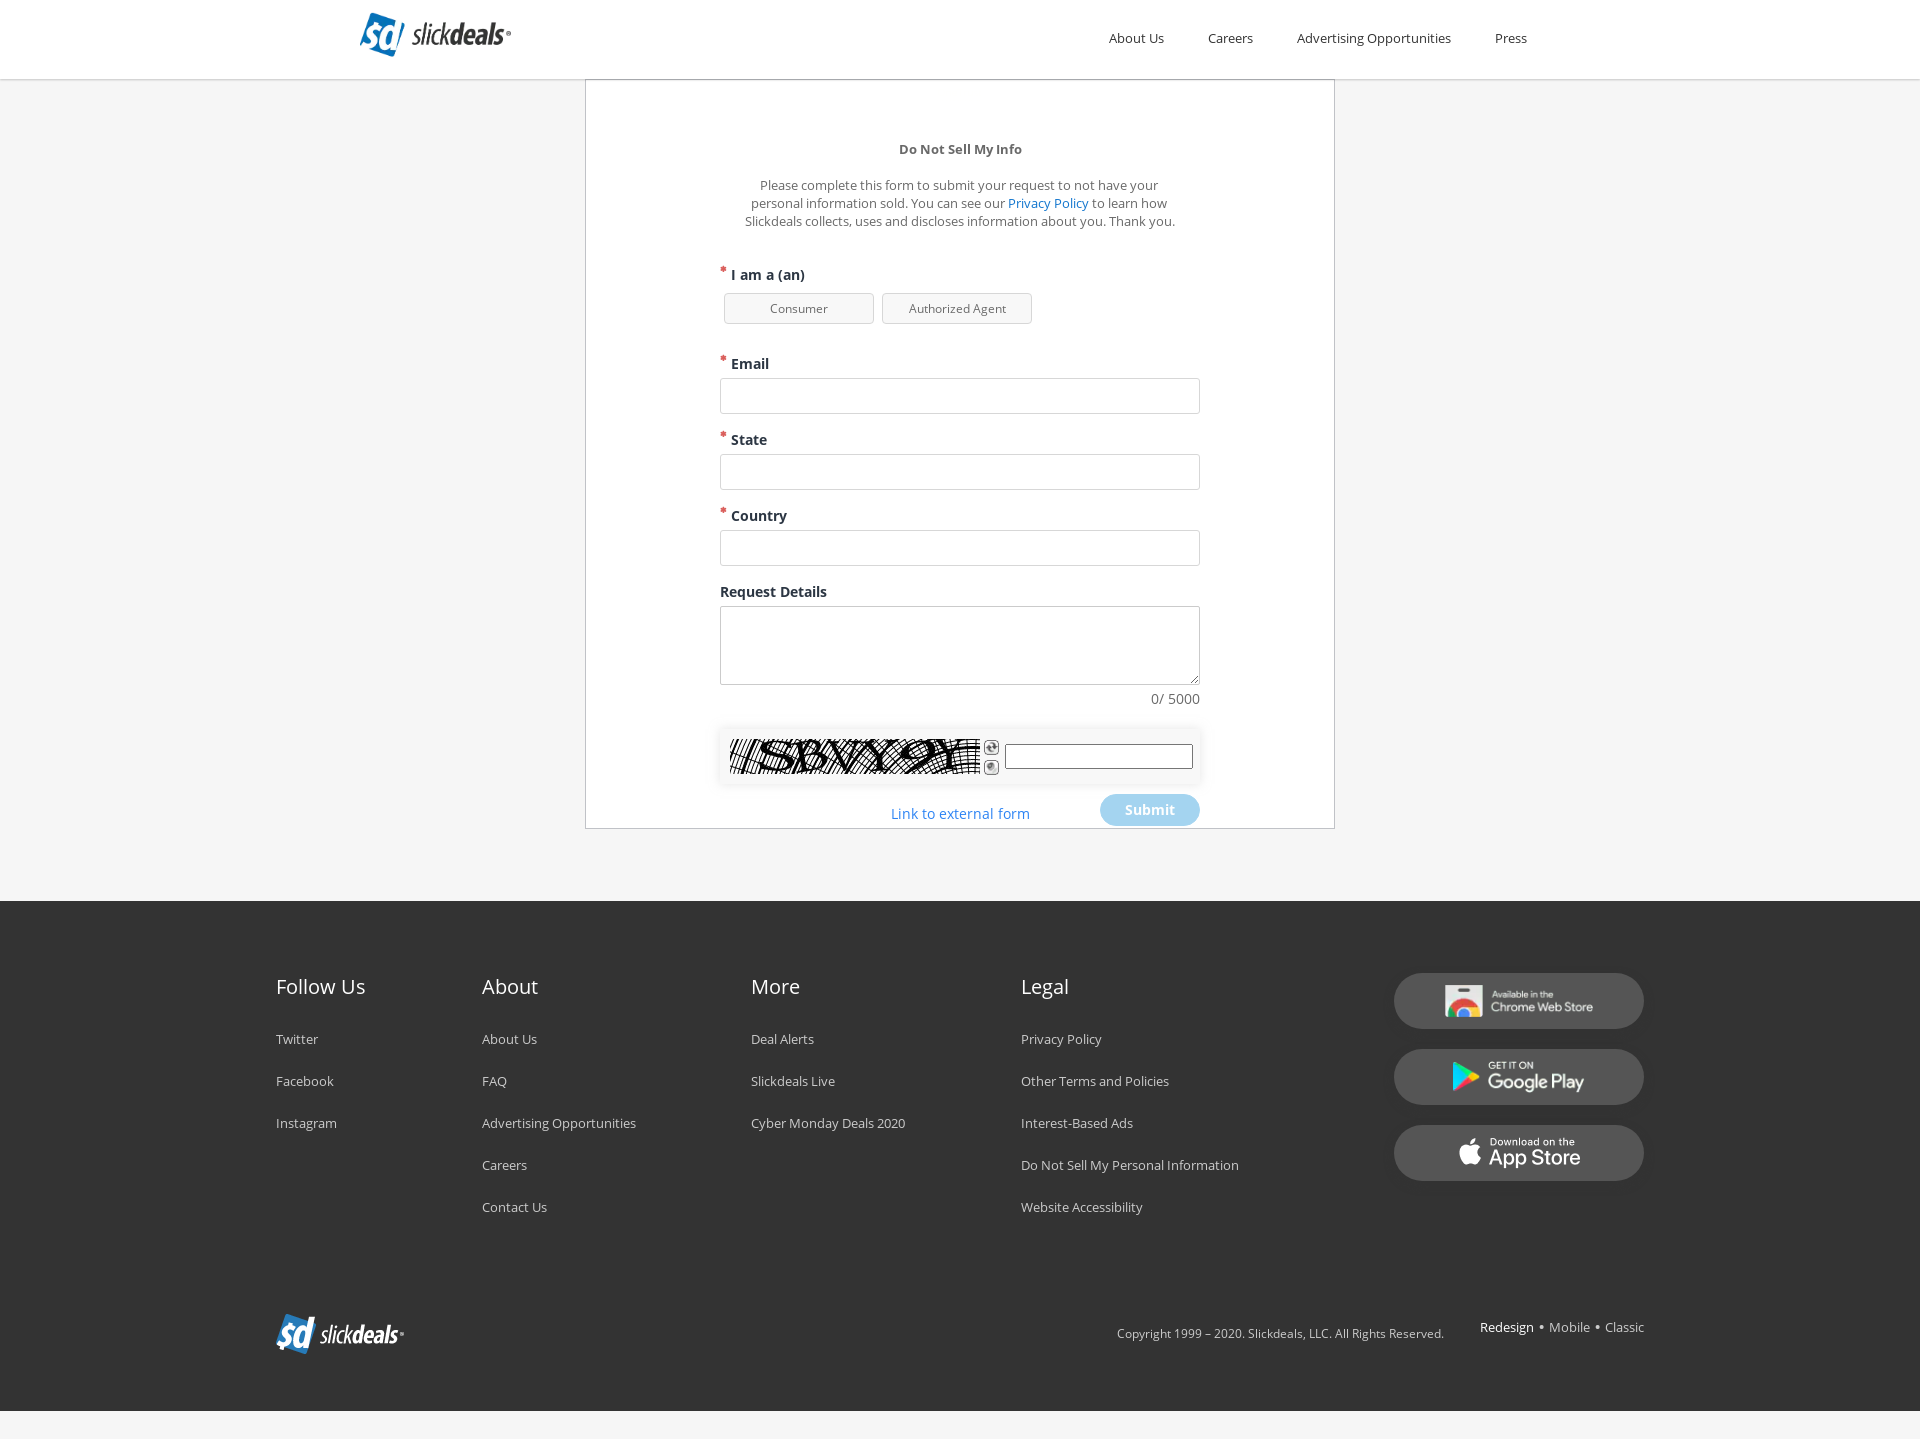 slickdeals
About Us
Careers
Advertising Opportunities
Press
Do Not Sell My Info
Please complete this form to submit your request to not have your
personal information sold. You can see our Privacy Policy to learn how
Slickdeals collects, uses and discloses information about you. Thank you.
* I am a (an)
Consumer
Authorized Agent
* Email
* State
* Country
Request Details
0/ 5000
SBVY9Y
Link to external form
Submit
Follow Us
Twitter
Facebook
Instagram
About
About Us
FAQ
Advertising Opportunities
Careers
Contact Us
More
Deal Alerts
Slickdeals Live
Cyber Monday Deals 2020
Legal
Privacy Policy
Other Terms and Policies
Interest-Based Ads
Do Not Sell My Personal Information
Website Accessibility
Available in the
Chrome Web Store
GET IT ON
Google Play
Download on the
App Store
slickdeals
Copyright 1999 – 2020. Slickdeals, LLC. All Rights Reserved.
Redesign • Mobile • Classic